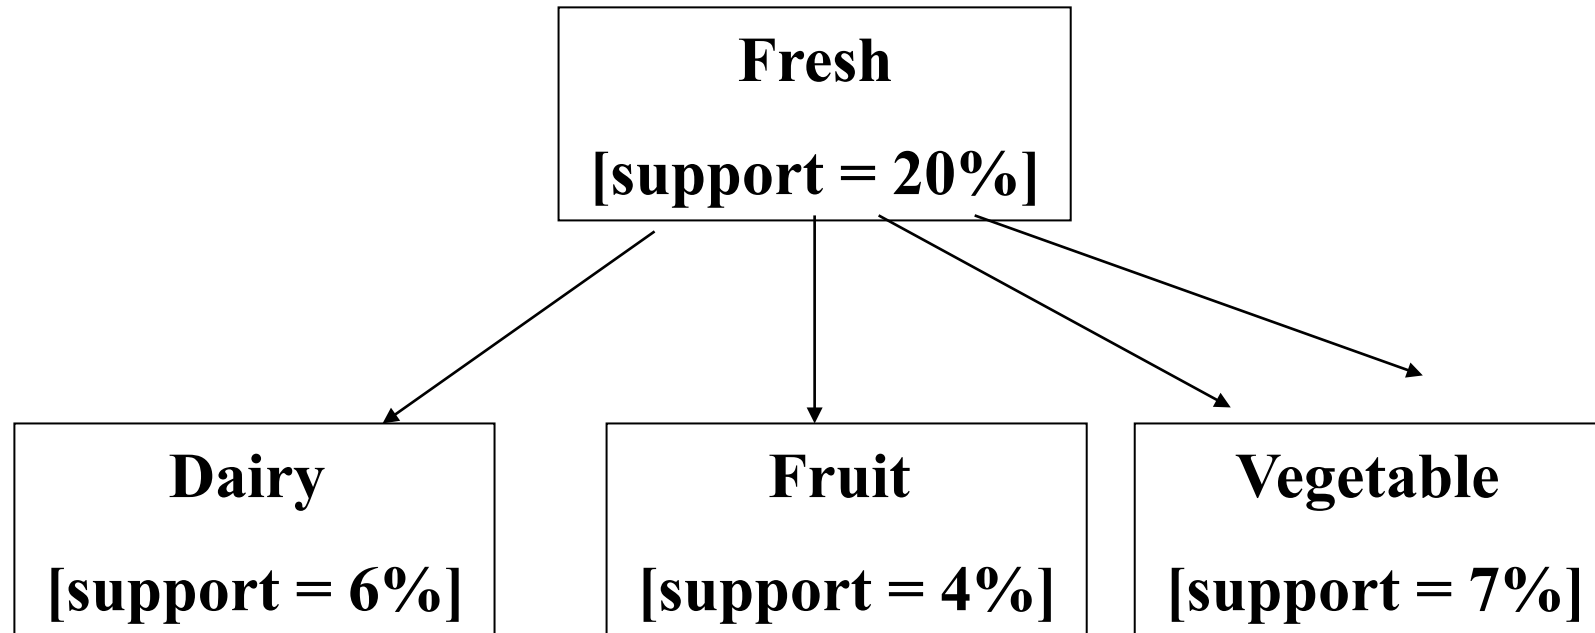 Fresh
[support = 20%]
Dairy
[support = 6%]
Fruit
[support = 4%]
Vegetable
[support = 7%]